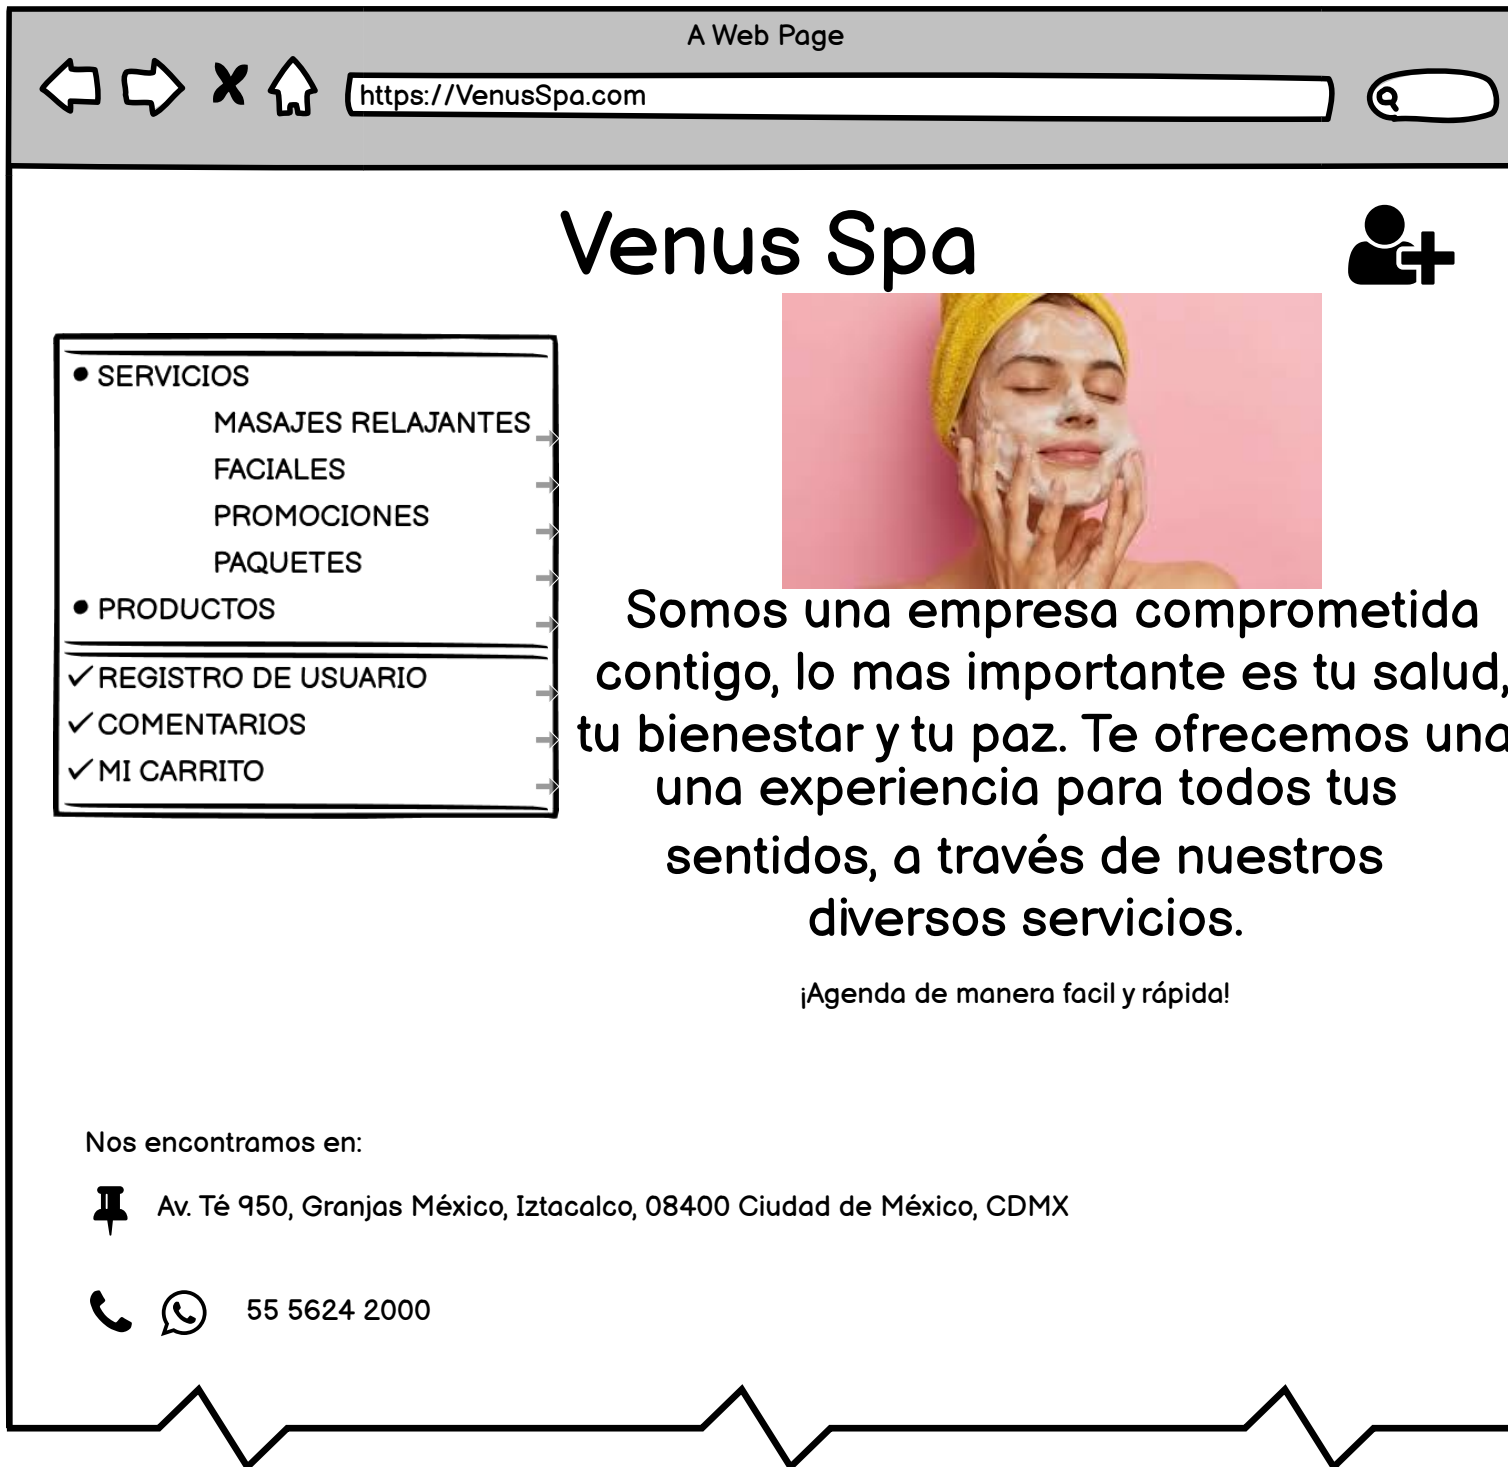 A Web Page
https://VenusSpa.com
Venus Spa
SERVICIOS
MASAJES RELAJANTES
FACIALES
PROMOCIONES
PAQUETES
PRODUCTOS
REGISTRO DE USUARIO
COMENTARIOS
MI CARRITO
Somos una empresa comprometida
contigo, lo mas importante es tu salud,
tu bienestar y tu paz. Te ofrecemos una
una experiencia para todos tus
sentidos, a través de nuestros
diversos servicios.
¡Agenda de manera facil y rápida!
Nos encontramos en:
Av. Té 950, Granjas México, Iztacalco, 08400 Ciudad de México, CDMX
55 5624 2000